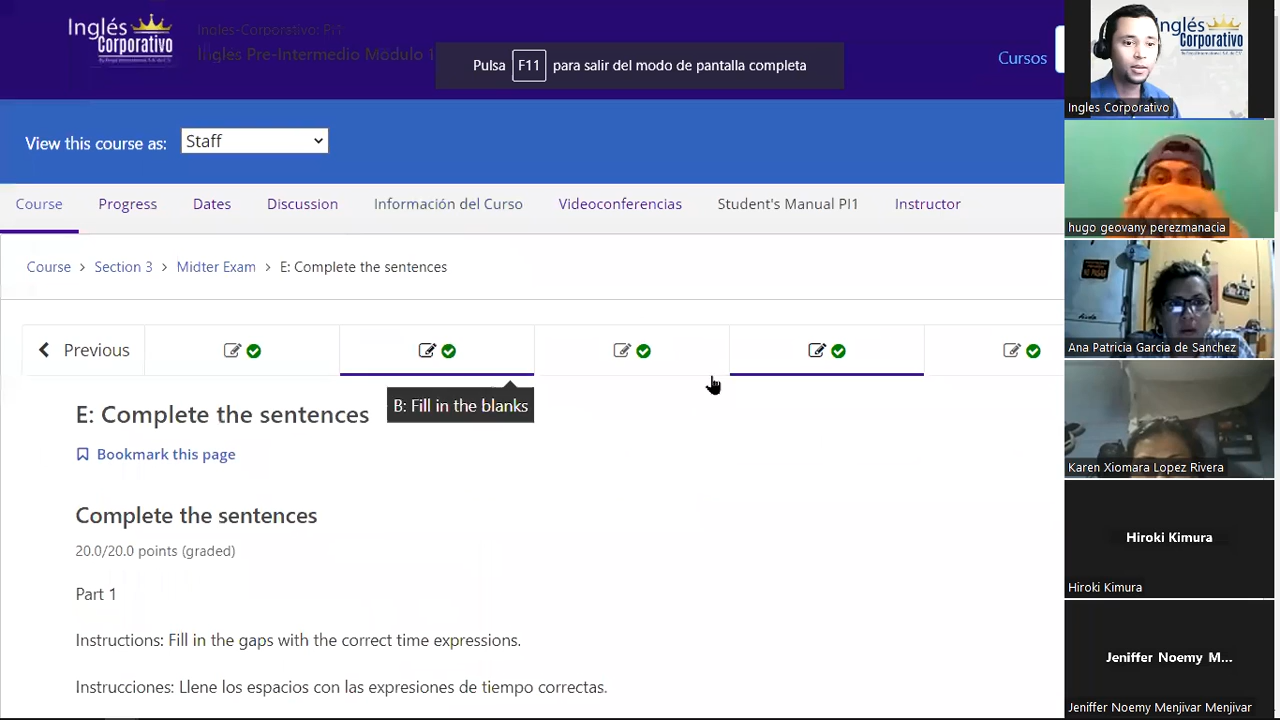 Inglés
Corporativo
Ingles-Corporativo: PI1
Ingles Pre-Intermedio Módulo 1
Pulsa F11 para salir del modo de pantalla completa
Cursos
View this course as: Staff
Course Progress Dates Discussion Información del Curso Videoconferencias Student's Manual PI1 Instructor
Course > Section 3 > Midter Exam > E: Complete the sentences
Previous
B: Fill in the blanks
E: Complete the sentences
Bookmark this page
Complete the sentences
20.0/20.0 points (graded)
Part 1
Instructions: Fill in the gaps with the correct time expressions.
Instrucciones: Llene los espacios con las expresiones de tiempo correctas.
Inglés
Corporativo
Ingles Corporativo
hugo geovany perezmanacia
Ana Patricia Garcia de Sanchez
Karen Xiomara Lopez Rivera
Hiroki Kimura
Hiroki Kimura
Jeniffer Noemy M...
Jeniffer Noemy Menjivar Menjivar